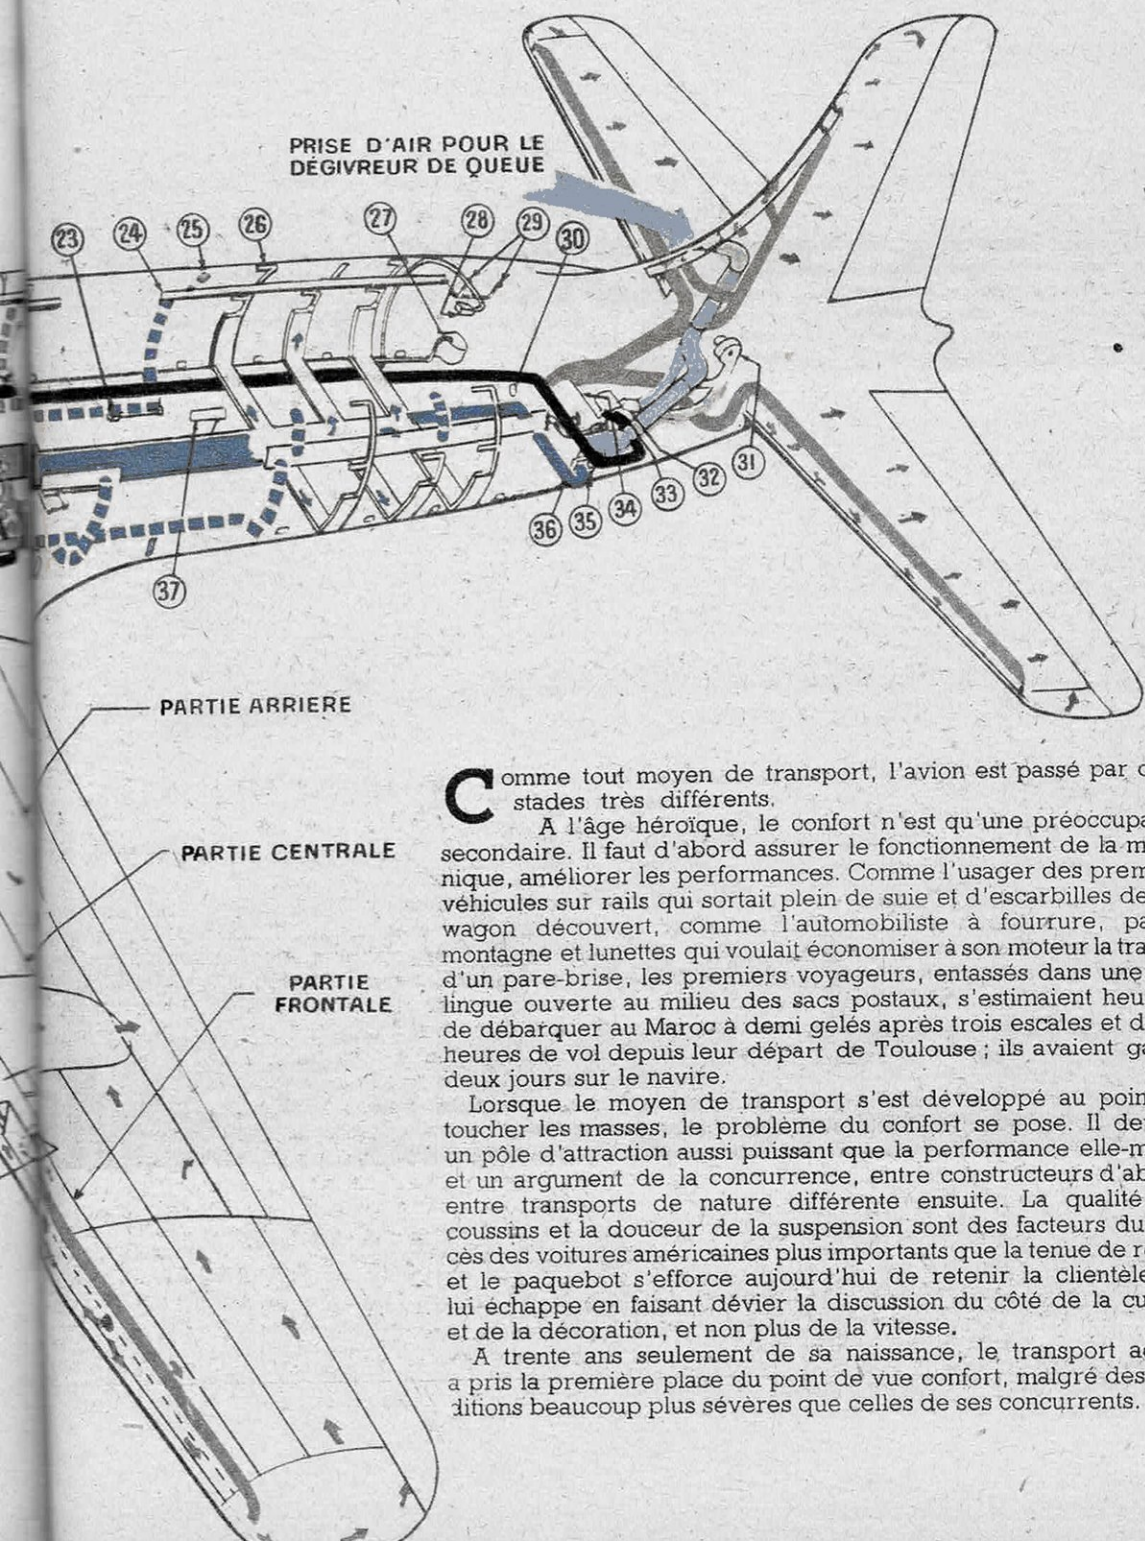 PRISE D'AIR POUR LE
DÉGIVREUR DE QUEUE
23
24
25
26
27
28
29
30
31
32
33
34
35
36
37
PARTIE ARRIERE
PARTIE CENTRALE
PARTIE
FRONTALE
Comme tout moyen de transport, l'avion est passé par
stades très différents.
A l'âge héroïque, le confort n'est qu'une préoccupa
secondaire. Il faut d'abord assurer le fonctionnement de la m
nique, améliorer les performances. Comme l'usager des prem
véhicules sur rails qui sortait plein de suie et d'escarbilles de
wagon découvert, comme l'automobiliste à fourrure, pa
montagne et lunettes qui voulait économiser à son moteur la tra
d'un pare-brise, les premiers voyageurs, entassés dans une
lingue ouverte au milieu des sacs postaux, s'estimaient heu
de débarquer au Maroc à demi gelés après trois escales et d
heures de vol depuis leur départ de Toulouse ; ils avaient ga
deux jours sur le navire.
Lorsque le moyen de transport s'est développé au poin
toucher les masses, le problème du confort se pose. Il de
un pôle d'attraction aussi puissant que la performance elle-m
et un argument de la concurrence, entre constructeurs d'ab
entre transports de nature différente ensuite. La qualité
coussins et la douceur de la suspension sont des facteurs du
cès des voitures américaines plus importants que la tenue de r
et le paquebot s'efforce aujourd'hui de retenir la clientèle
lui échappe en faisant dévier la discussion du côté de la cu
et de la décoration, et non plus de la vitesse.
A trente ans seulement de sa naissance, le transport a
a pris la première place du point de vue confort, malgré des
ditions beaucoup plus sévères que celles de ses concurrents.